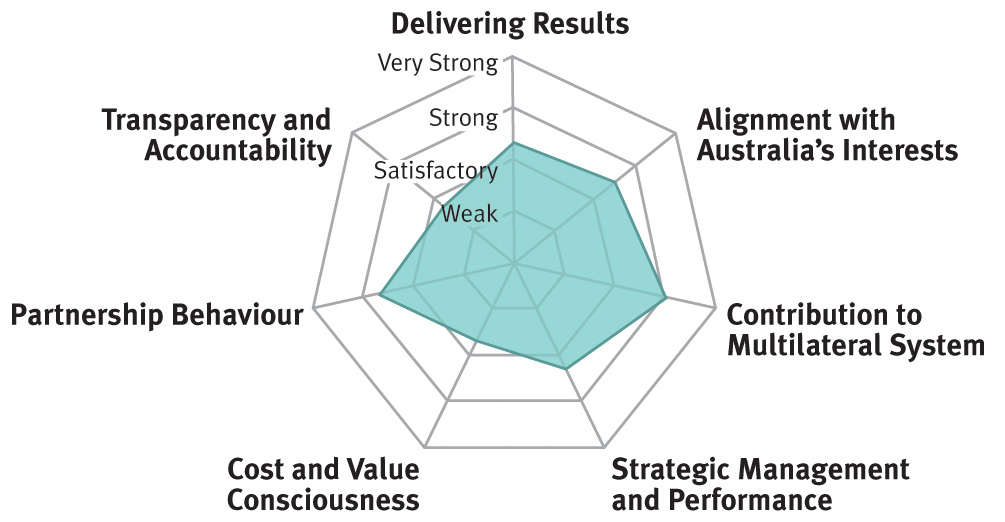 Delivering Results
Very Strong
Strong
Satisfactory
Weak
Transparency and
Accountability
Alignment with
Australia’s Interests
Partnership Behaviour
Contribution to
Multilateral System
Cost and Value
Consciousness
Strategic Management
and Performance